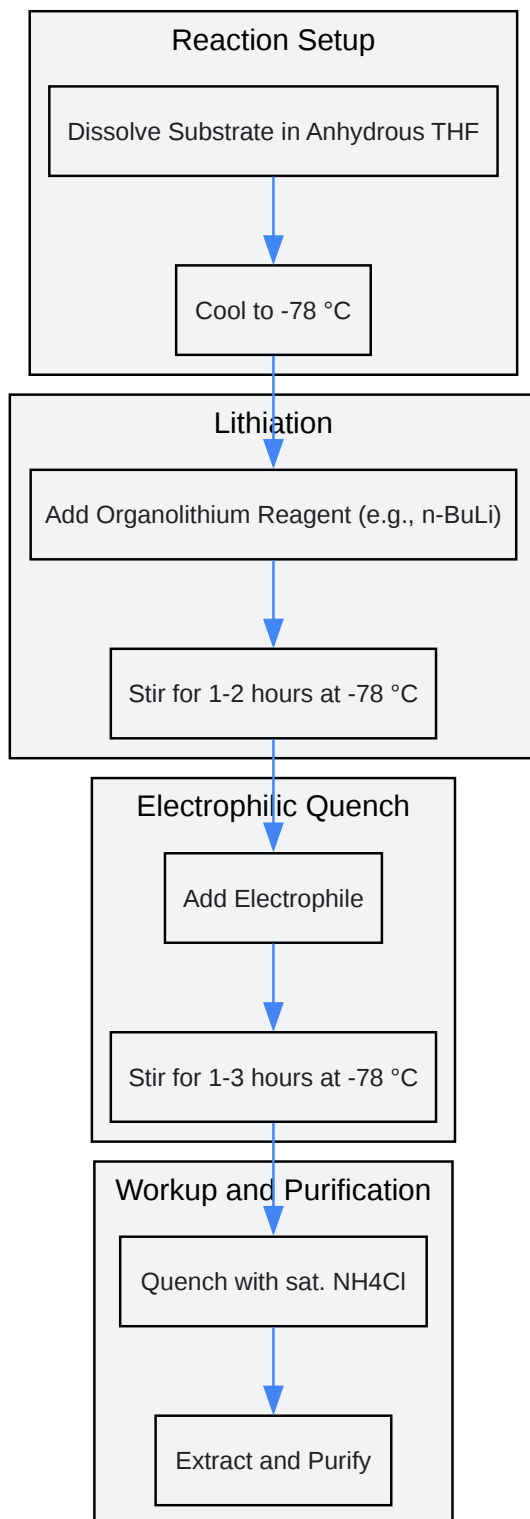 Reaction Setup
Dissolve Substrate in Anhydrous THF
Cool to -78 °C
Lithiation
Add Organolithium Reagent (e.g., n-BuLi)
Stir for 1-2 hours at -78 °C
Electrophilic Quench
Add Electrophile
Stir for 1-3 hours at -78 °C
Workup and Purification
Quench with sat. NH4Cl
Extract and Purify